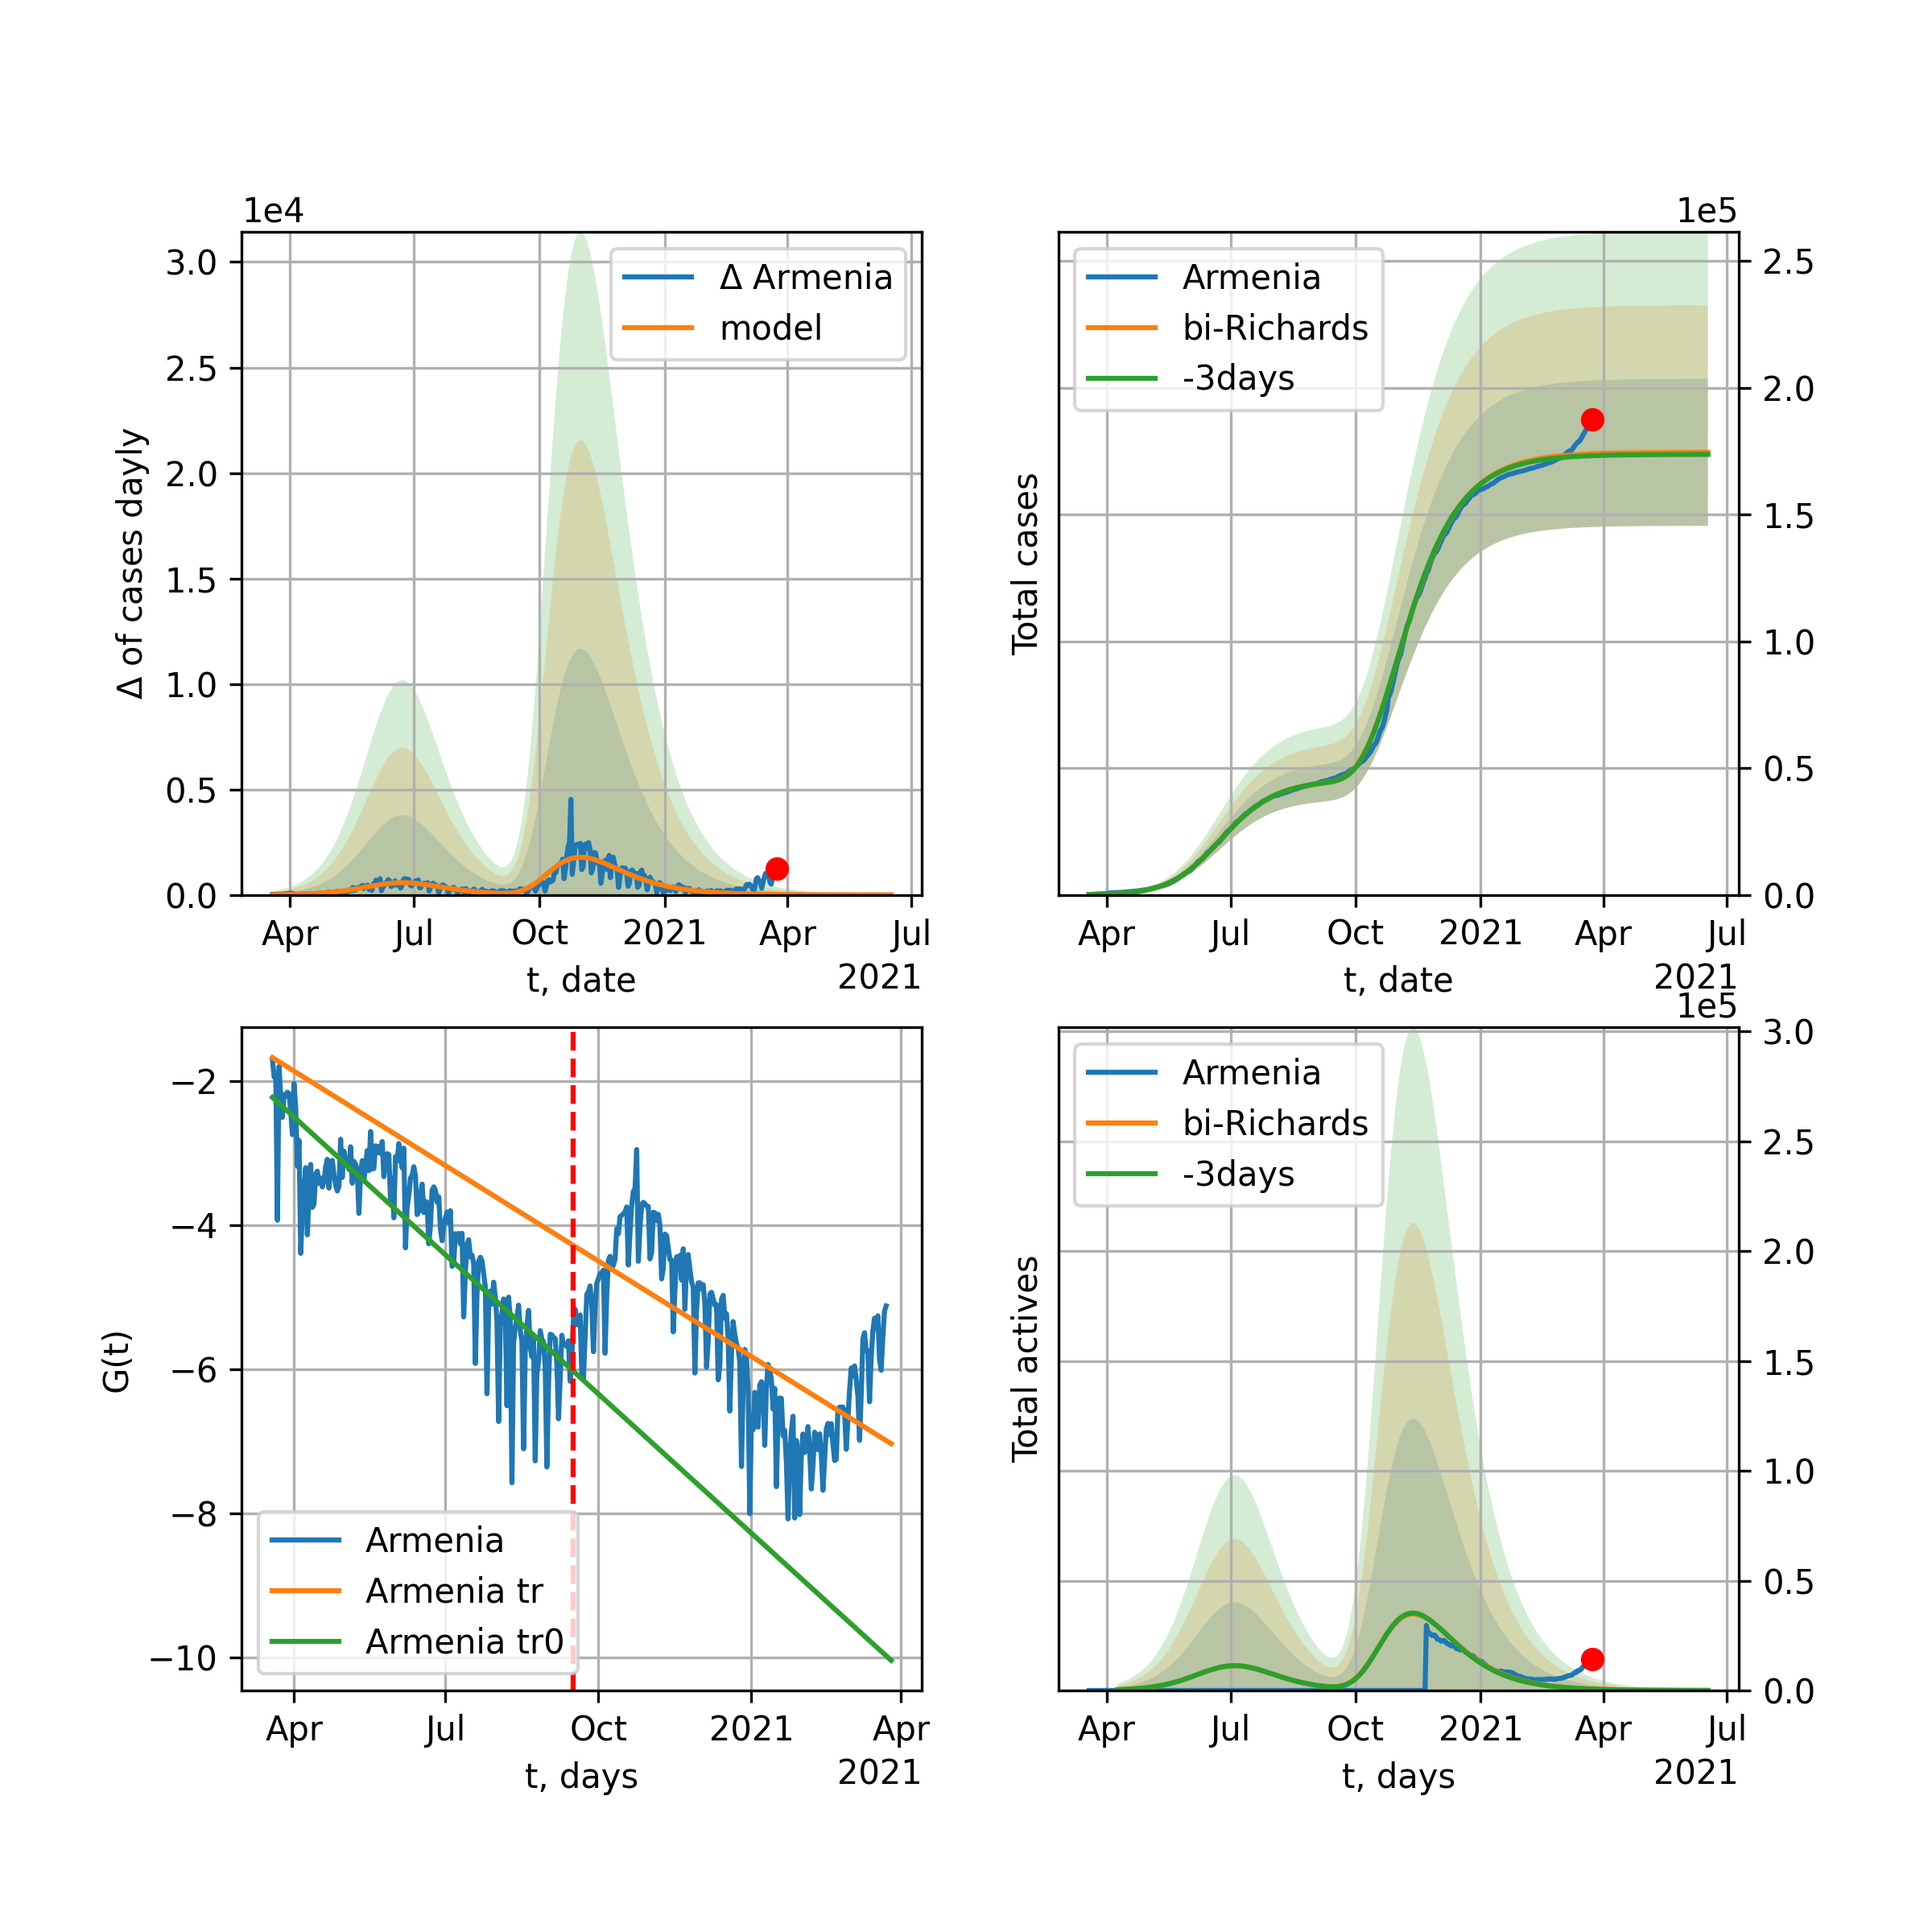 1e4
Δ of cases dayly
3.0
2.5
2.0
1.5
1.0
0.5
0.0
Δ Armenia
model
Apr
Jul
Oct
2021
Apr
Jul
2021
t, date
1e5
Total cases
Armenia
bi-Richards
-3days
2.5
2.0
1.5
1.0
0.5
0.0
Apr
Jul
Oct
2021
Apr
Jul
2021
t, date
G(t)
−2
−4
−6
−8
−10
Armenia
Armenia tr
Armenia tr0
Apr
Jul
Oct
2021
Apr
2021
t, days
1e5
Total actives
Armenia
bi-Richards
-3days
3.0
2.5
2.0
1.5
1.0
0.5
0.0
Apr
Jul
Oct
2021
Apr
Jul
2021
t, days